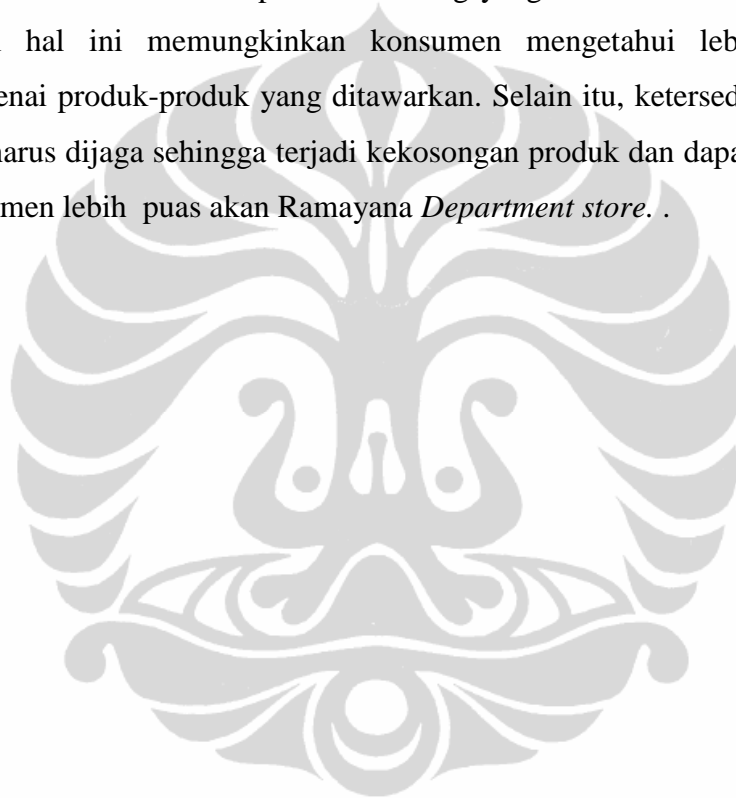 hal ini memungkinkan konsumen mengetahui leb
enai produk-produk yang ditawarkan. Selain itu, ketersed
harus dijaga sehingga terjadi kekosongan produk dan dapa
men lebih puas akan Ramayana Department store. .